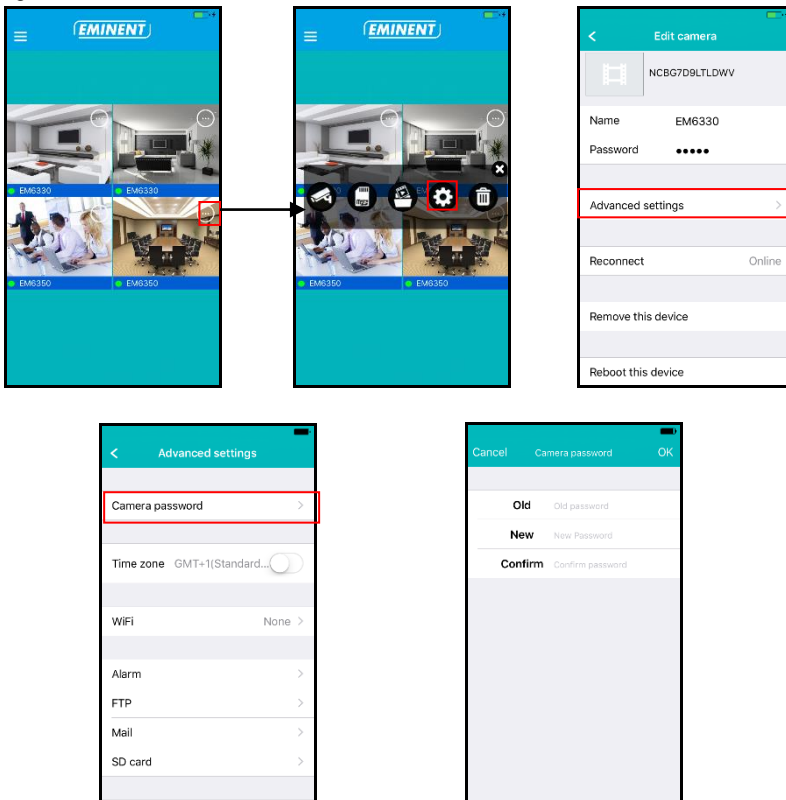 EMINENT
EM6330
EM6330
EM6350
EM6350
EMINENT
EM6350
EM6350
Edit camera
NCBG7D9LTLDWV
Name EM6330
Password •••••
Advanced settings
Reconnect Online
Remove this device
Reboot this device
Advanced settings
Camera password
Time zone GMT+1(Standard...
WiFi None
Alarm
FTP
Mail
SD card
Cancel Camera password OK
Old Old password
New New Password
Confirm Confirm password